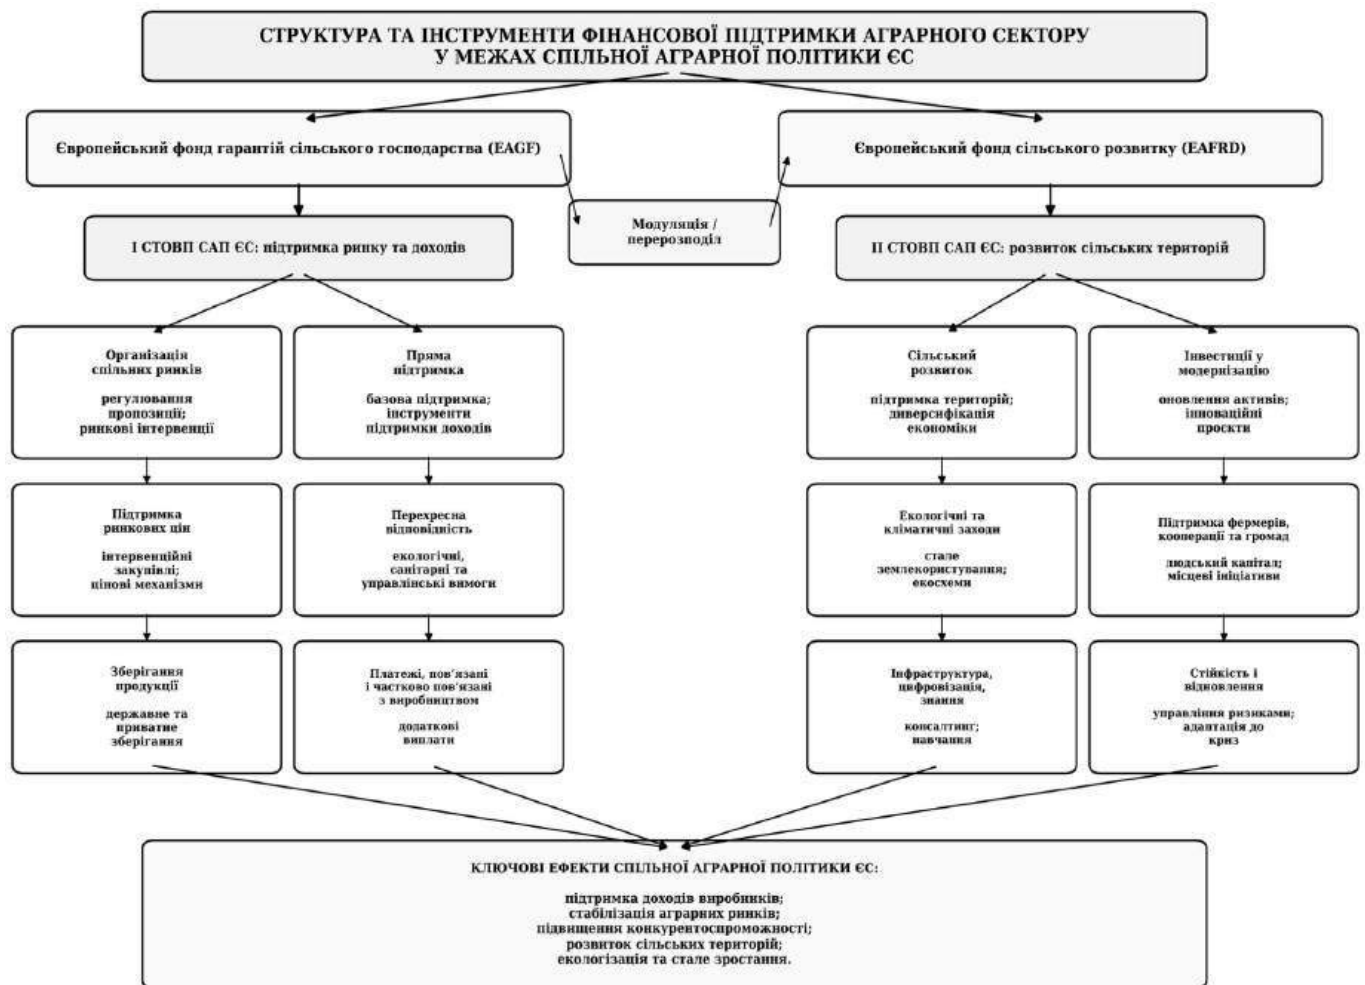 СТРУКТУРА ТА ІНСТРУМЕНТИ ФІНАНСОВОЇ ПІДТРИМКИ АГРАРНОГО СЕКТОРУ
У МЕЖАХ СПІЛЬНОЇ АГРАРНОЇ ПОЛІТИКИ ЄС
Європейський фонд гарантій сільського господарства (EAGF)
Європейський фонд сільського розвитку (EAFRD)
Модуляція /
перерозподіл
І СТОВП САП ЄС: підтримка ринку та доходів
ІІ СТОВП САП ЄС: розвиток сільських територій
Організація
спільних ринків
регулювання
пропозиції;
ринкові інтервенції
Пряма
підтримка
базова підтримка;
інструменти
підтримки доходів
Сільський
розвиток
підтримка територій;
диверсифікація
економіки
Інвестиції у
модернізацію
оновлення активів;
інноваційні
проєкти
Підтримка
ринкових цін
інтервенційні
закупівлі;
цінові механізми
Перехресна
відповідність
екологічні,
санітарні та
управлінські вимоги
Екологічні та
кліматичні заходи
стале
землекористування;
екосхеми
Підтримка фермерів,
кооперації та громад
людський капітал;
місцеві ініціативи
Зберігання
продукції
державне та
приватне
зберігання
Платежі, пов’язані
і частково пов’язані
з виробництвом
додаткові
виплати
Інфраструктура,
цифровізація,
знання
консалтинг;
навчання
Стійкість і
відновлення
управління ризиками;
адаптація до
криз
КЛЮЧОВІ ЕФЕКТИ СПІЛЬНОЇ АГРАРНОЇ ПОЛІТИКИ ЄС:
підтримка доходів виробників;
стабілізація аграрних ринків;
підвищення конкурентоспроможності;
розвиток сільських територій;
екологізація та стале зростання.